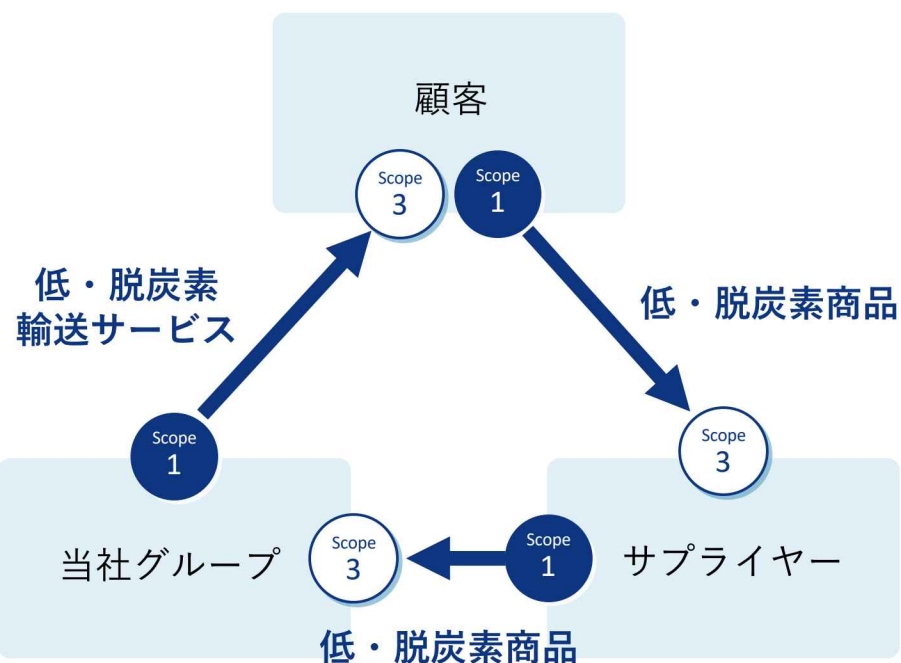 顧客
Scope
3
Scope
1
低・脱炭素
輸送サービス
低・脱炭素商品
Scope
1
Scope
3
当社グループ
Scope
3
Scope
1
サプライヤー
低・脱炭素商品